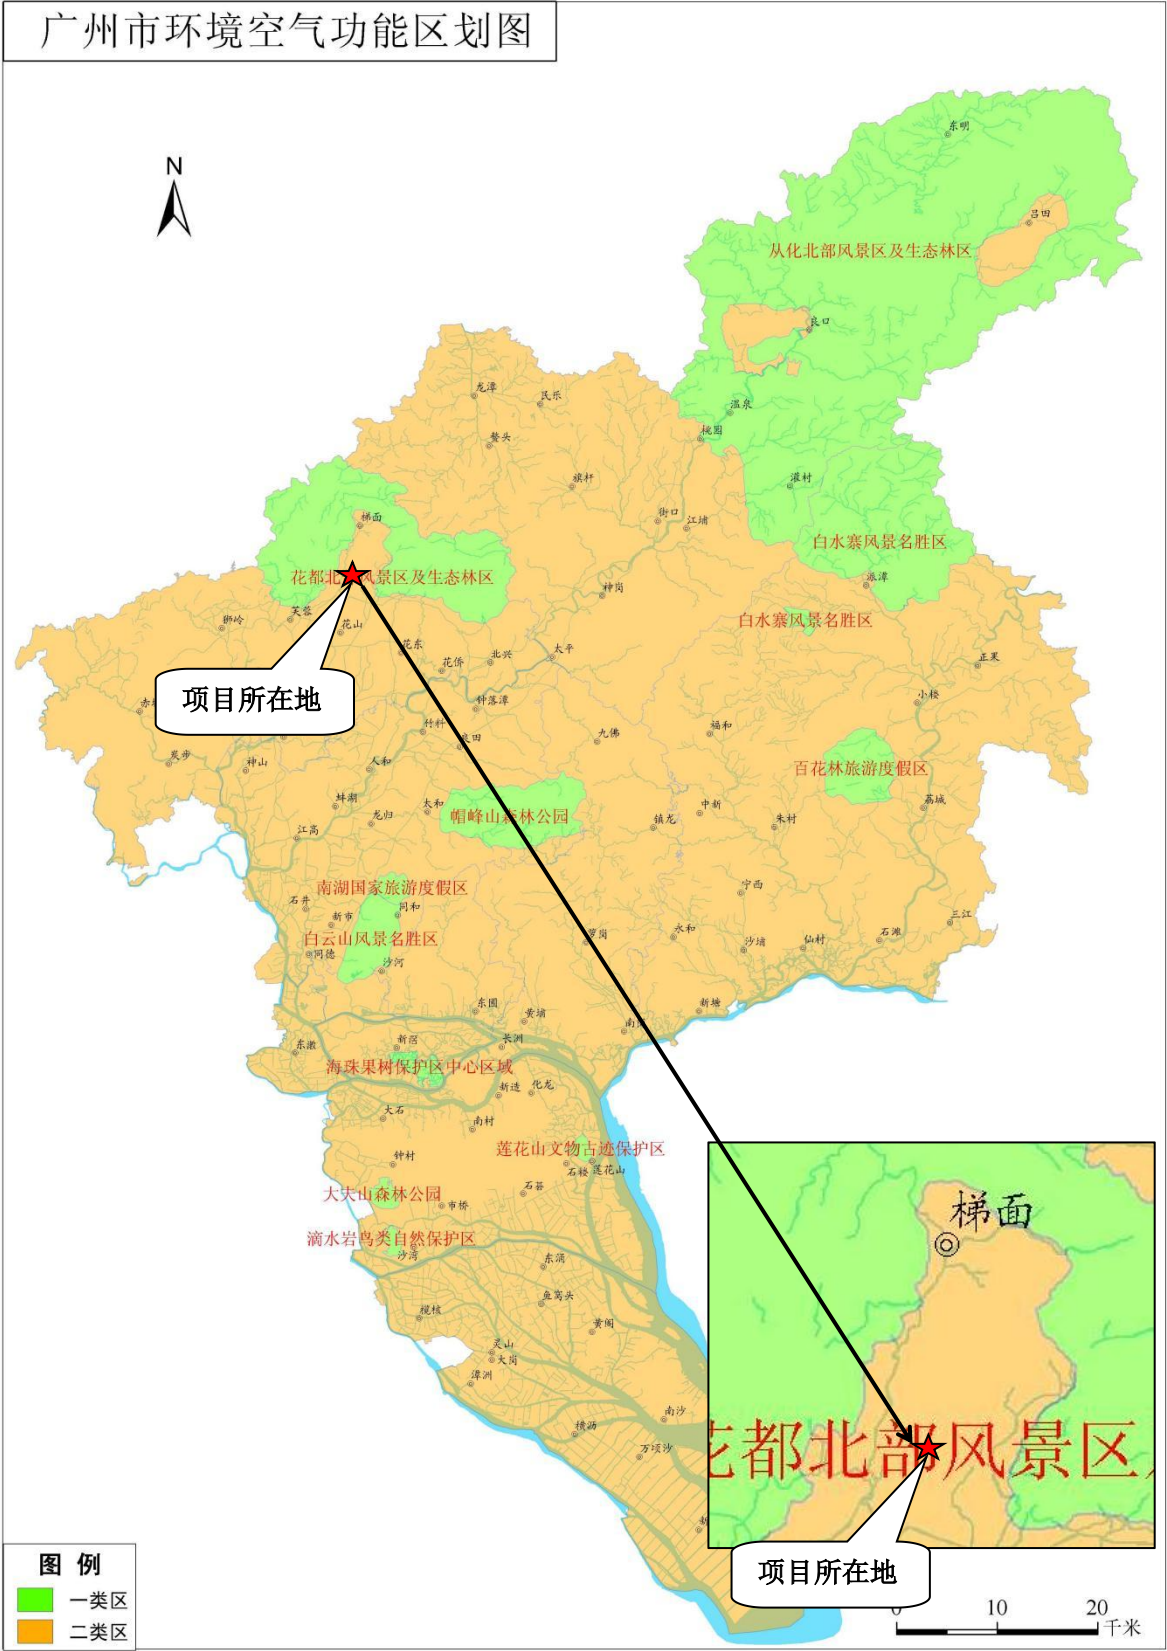 广州市环境空气功能区划图
N
东明
吕田
从化北部风景区及生态林区
良口
龙潭
民乐
温泉
鳌头
桃园
旗杆
灌村
梯面
街口
江埔
白水寨风景名胜区
花都北 风景区及生态林区
派潭
神岗
芙蓉
狮岭
花山
白水寨风景名胜区
花东
花侨
北兴
太平
正果
项目所在地
小楼
赤
钟落潭
竹料
良田
九佛
福和
炭步
神山
人和
百花林旅游度假区
蚌湖
太和
龙归
帽峰山森林公园
江高
镇龙
中新
朱村
荔城
南湖国家旅游度假区
宁西
石井
同和
新市
白云山风景名胜区
同德
沙河
萝岗
永和
沙埔
仙村
石滩
三江
东圃
黄埔
新塘
南岗
东漖
新滘
长洲
海珠果树保护区中心区域
新造
化龙
大石
南村
莲花山文物古迹保护区
钟村
石楼
莲花山
大夫山森林公园
石碁
市桥
滴水岩鸟类自然保护区
沙湾
东涌
鱼窝头
榄核
黄阁
灵山
大岗
潭洲
横沥
南沙
万顷沙
梯面
花都北部风景区
项目所在地
图 例
一类区
二类区
0 10 20
千米